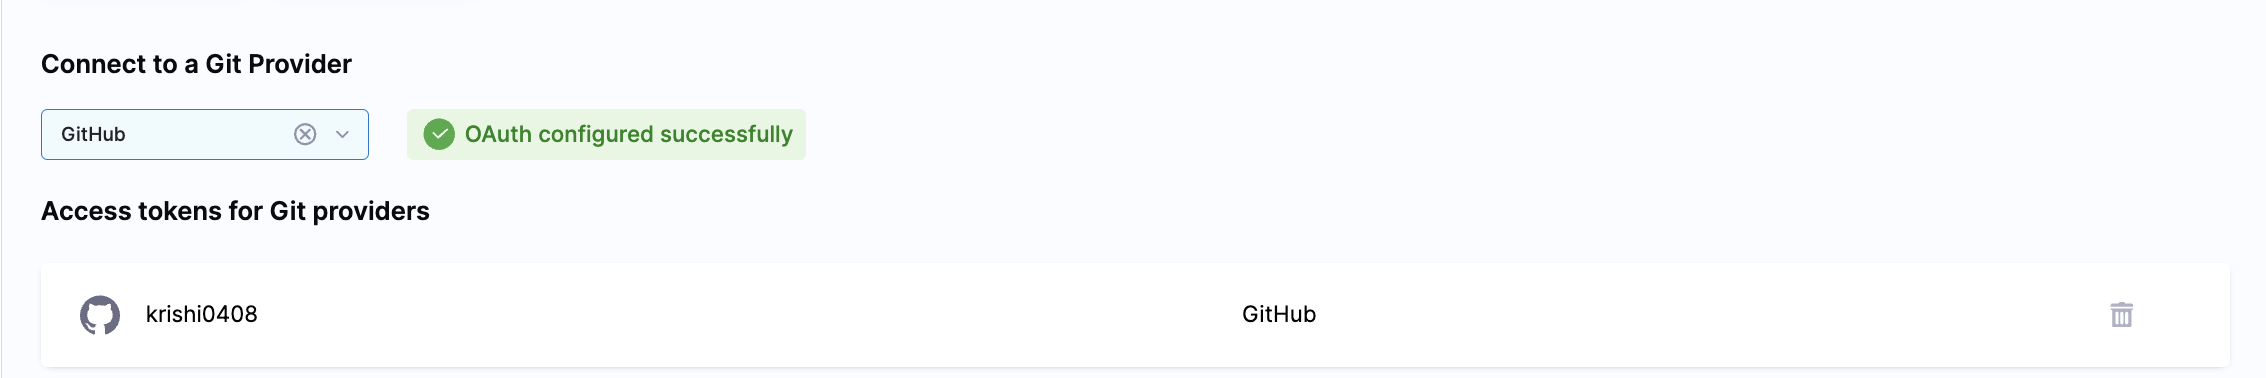 Connect to a Git Provider
GitHub
OAuth configured successfully
Access tokens for Git providers
krishi0408 GitHub